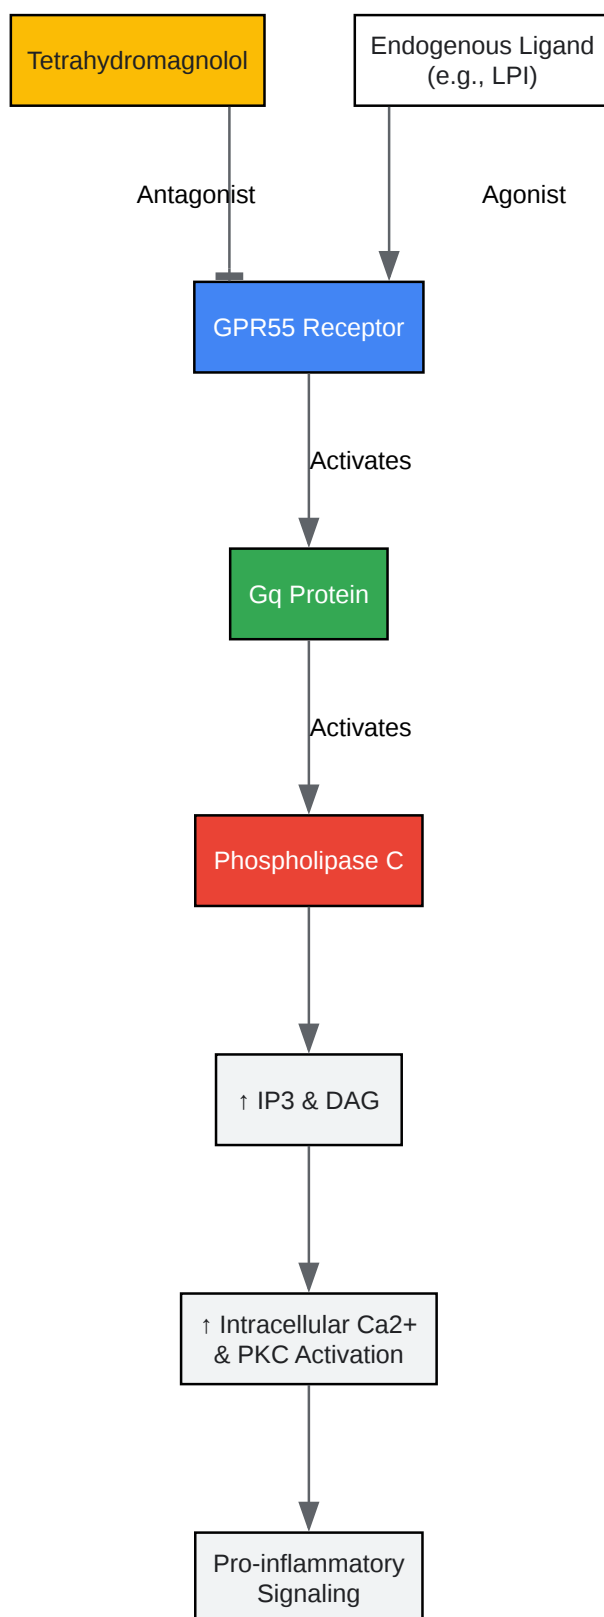 Tetrahydromagnolol
Endogenous Ligand
(e.g., LPI)
Antagonist
Agonist
GPR55 Receptor
Activates
Gq Protein
Activates
Phospholipase C
↑ IP3 & DAG
↑ Intracellular Ca2+
& PKC Activation
Pro-inflammatory
Signaling